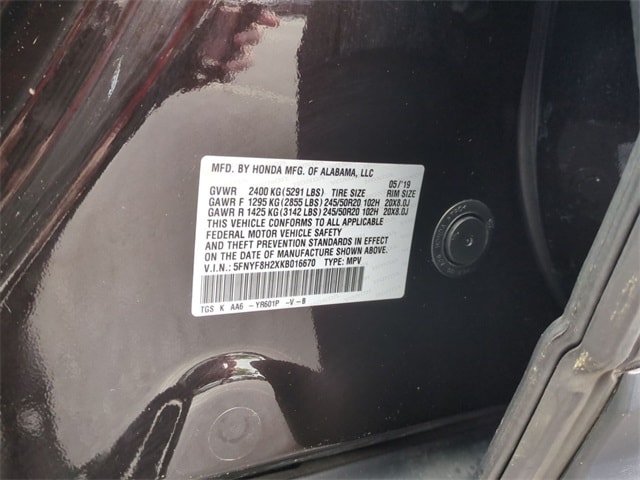 MFD. BY HONDA MFG. OF ALABAMA, LLC
05/'19
GVWR 2400 KG(5291 LBS) TIRE SIZE RIM SIZE
GAWR F 1295 KG(2855 LBS)245/50R20 102H 20X8.0J
GAWR R 1425 KG(3142 LBS)245/50R20 102H 20X8.0J
THIS VEHICLE CONFORMS TO ALL APPLICABLE
FEDERAL MOTOR VEHICLE SAFETY
AND THEFT PREVENTION STANDARDS IN EFFECT
ON THE DATE OF MANUFACTURE SHOWN ABOVE.
V.I.N.: 5FNYF8H2XKB016670 TYPE: MPV
TGS K AA6 - YR601P -V-B